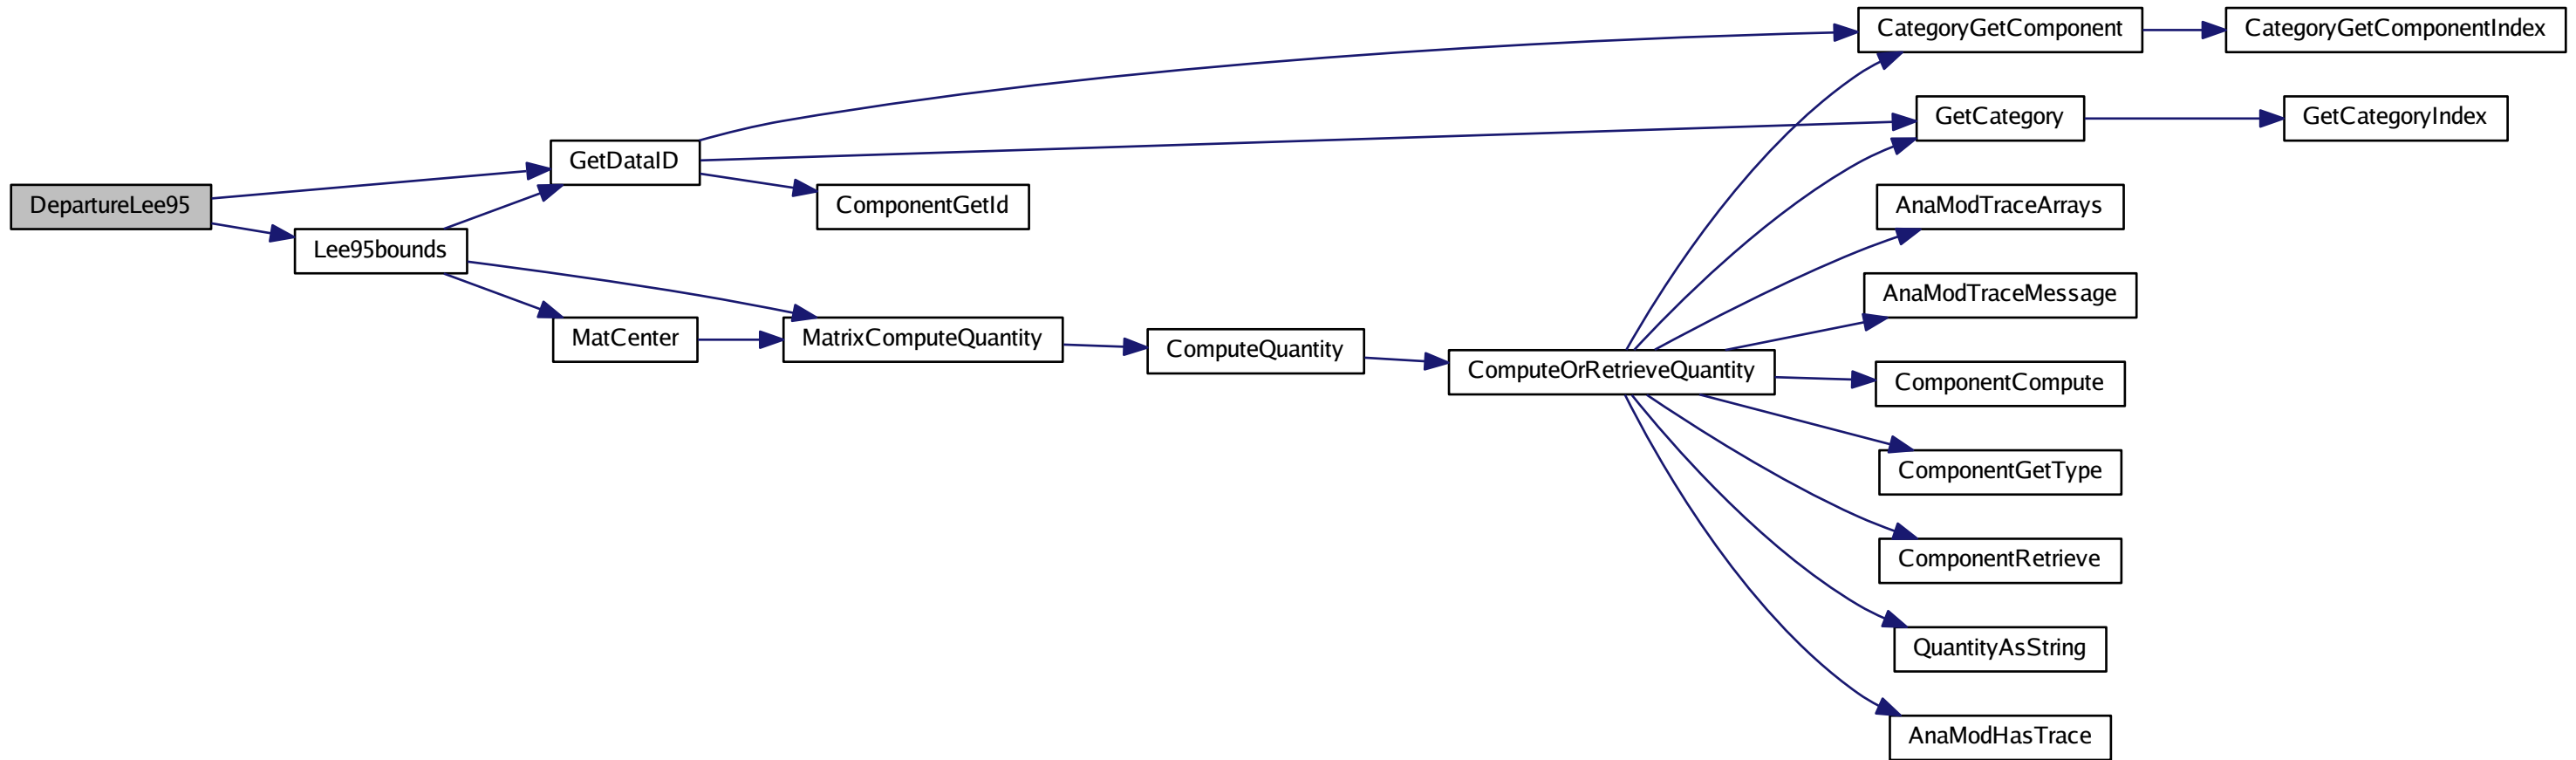 DepartureLee95
Lee95bounds
GetDataID
MatCenter
ComponentGetId
MatrixComputeQuantity
ComputeQuantity
ComputeOrRetrieveQuantity
CategoryGetComponent
GetCategory
AnaModTraceArrays
AnaModTraceMessage
ComponentCompute
ComponentGetType
ComponentRetrieve
QuantityAsString
AnaModHasTrace
CategoryGetComponentIndex
GetCategoryIndex